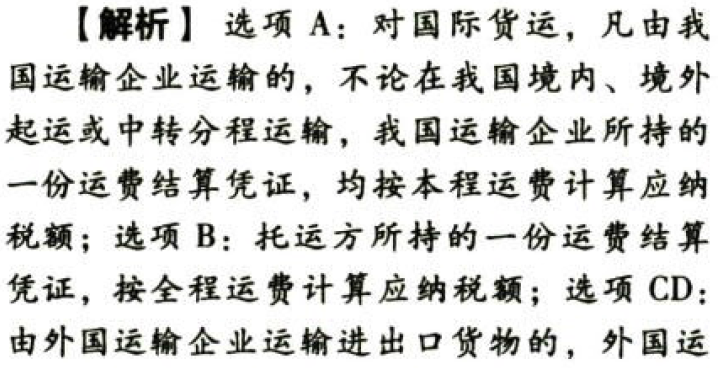 【解析】 选项 A：对国际货运，凡由我
国运输企业运输的，不论在我国境内、境外
起运或中转分程运输，我国运输企业所持的
一份运费结算凭证，均按本程运费计算应纳
税额；选项 B：托运方所持的一份运费结算
凭证，按全程运费计算应纳税额；选项 CD：
由外国运输企业运输进出口货物的，外国运